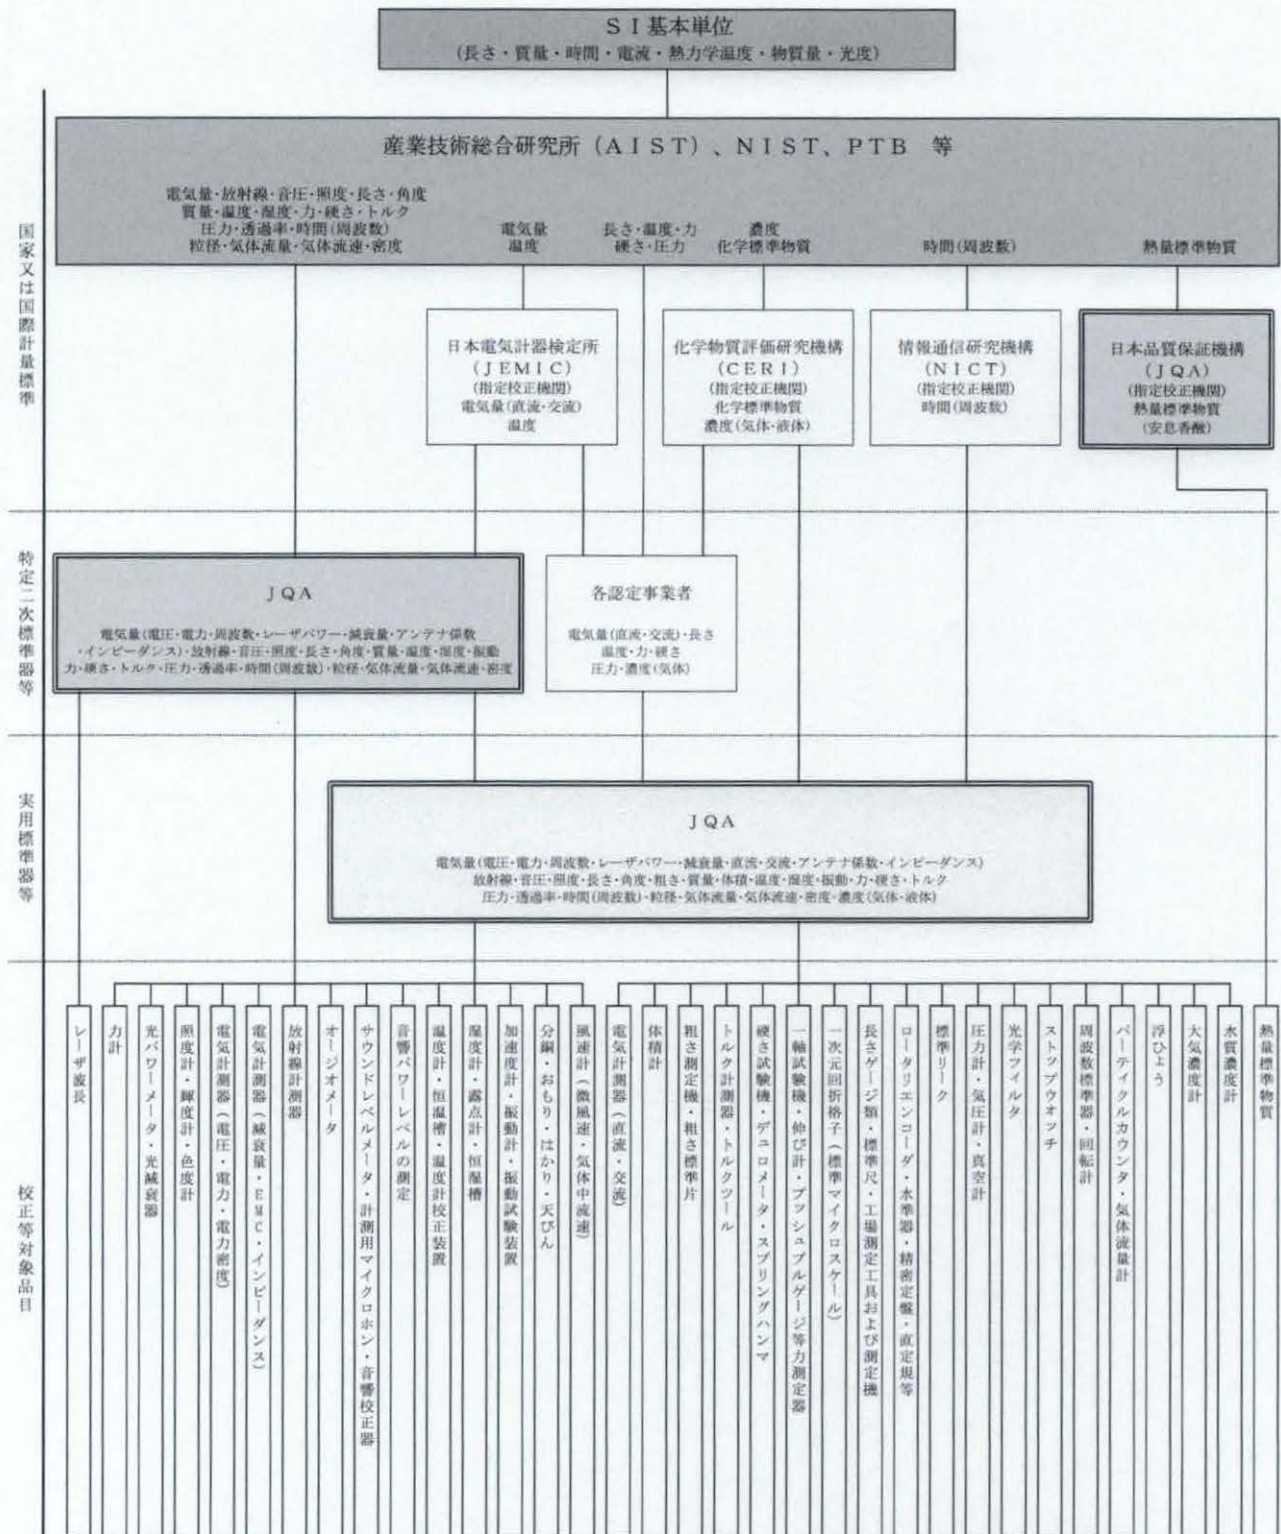 ＳＩ基本単位
(長さ・質量・時間・電流・熱力学温度・物質量・光度)
産業技術総合研究所（ＡＩＳＴ）、ＮＩＳＴ、ＰＴＢ 等
電気量・放射線・音圧・照度・長さ・角度
質量・温度・湿度・力・硬さ・トルク
圧力・透過率・時間(周波数)
粒径・気体流量・気体流速・密度
電気量
温度
長さ・温度・力
硬さ・圧力
濃度
化学標準物質
時間(周波数)
熱量標準物質
国家又は国際計量標準
日本電気計器検定所
(ＪＥＭＩＣ)
(指定校正機関)
電気量(直流・交流)
温度
化学物質評価研究機構
(ＣＥＲＩ)
(指定校正機関)
化学標準物質
濃度(気体・液体)
情報通信研究機構
(ＮＩＣＴ)
(指定校正機関)
時間(周波数)
日本品質保証機構
(ＪＱＡ)
(指定校正機関)
熱量標準物質
(安息香酸)
特定二次標準器等
ＪＱＡ
電気量(電圧・電力・周波数・レーザパワー・減衰量・アンテナ係数
・インピーダンス)・放射線・音圧・照度・長さ・角度・質量・温度・湿度・振動
力・硬さ・トルク・圧力・透過率・時間(周波数)・粒径・気体流量・気体流速・密度
各認定事業者
電気量(直流・交流)・長さ
温度・力・硬さ
圧力・濃度(気体)
実用標準器等
ＪＱＡ
電気量(電圧・電力・周波数・レーザパワー・減衰量・直流・交流・アンテナ係数・インピーダンス)
放射線・音圧・照度・長さ・角度・粗さ・質量・体積・温度・湿度・振動・力・硬さ・トルク
圧力・透過率・時間(周波数)・粒径・気体流量・気体流速・密度・濃度(気体・液体)
校正等対象品目
レーザ波長
力計
光パワーメータ・光減衰器
照度計・輝度計・色度計
電気計測器(電圧・電力・電力密度)
電気計測器(減衰量・ＥＭＣ・インピーダンス)
放射線計測器
オージオメータ
サウンドレベルメータ・計測用マイクロホン・音響校正器
音響パワーレベルの測定
温度計・恒温槽・温度計校正装置
湿度計・露点計・恒湿槽
加速度計・振動計・振動試験装置
分銅・おもり・はかり・天びん
風速計(微風速・気体中流速)
電気計測器(直流・交流)
体積計
粗さ測定機・粗さ標準片
トルク計測器・トルクツール
硬さ試験機・デュロメータ・スプリングハンマ
一軸試験機・伸び計・プッシュプルゲージ等力測定器)
一次元回折格子(標準マイクロスケール)
長さゲージ類・標準尺・工場測定工具および測定機
ロータリエンコーダ・水準器・精密定盤・直定規等
標準リーク
圧力計・気圧計・真空計
光学フィルタ
ストップウオッチ
周波数標準器・回転計
パーティクルカウンタ・気体流量計
浮ひょう
大気濃度計
水質濃度計
熱量標準物質